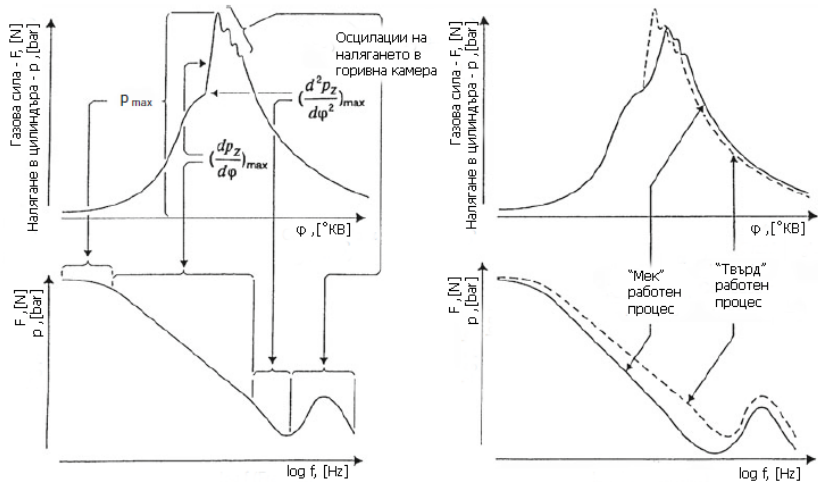 Газова сила - F, [N]
Налягане в цилиндъра - p ,[bar]
Осцилации на
налягането в
горивна камера
p max
(d²p_z/dφ²)max
(dp_z/dφ)max
φ ,[°КВ]
F ,[N]
p ,[bar]
log f, [Hz]
Газова сила - F, [N]
Налягане в цилиндъра - p ,[bar]
φ ,[°КВ]
"Мек"
работен
процес
"Твърд"
работен
процес
F ,[N]
p ,[bar]
log f, [Hz]